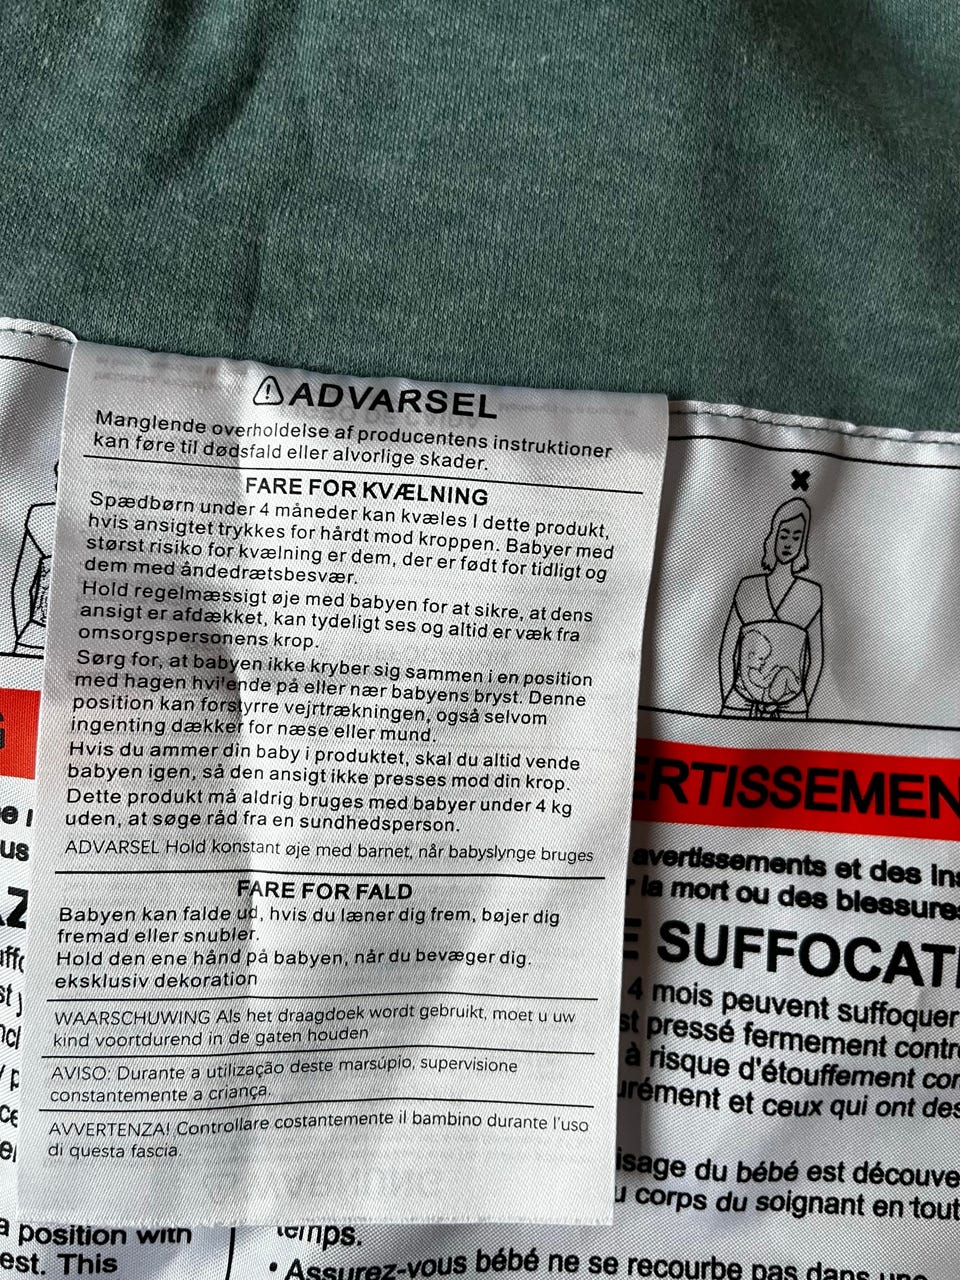 ADVARSEL
Manglende overholdelse af producentens instruktioner
kan føre til dødsfald eller alvorlige skader.
FARE FOR KVÆLNING
Spædbørn under 4 måneder kan kvæles I dette produkt,
hvis ansigtet trykkes for hårdt mod kroppen. Babyer med
størst risiko for kvælning er dem, der er født for tidligt og
dem med åndedrætsbesvær.
Hold regelmæssigt øje med babyen for at sikre, at dens
ansigt er afdækket, kan tydeligt ses og altid er væk fra
omsorgspersonens krop.
Sørg for, at babyen ikke kryber sig sammen i en position
med hagen hvi'ende på eller nær babyens bryst. Denne
position kan forstyrre vejrtrækningen, også selvom
ingenting dækker for næse eller mund.
Hvis du ammer din baby i produktet, skal du altid vende
babyen igen, så den ansigt ikke presses mod din krop.
Dette produkt må aldrig bruges med babyer under 4 kg
uden, at søge råd fra en sundhedsperson.
ADVARSEL Hold konstant øje med barnet, når babyslynge bruges
FARE FOR FALD
Babyen kan falde ud, hvis du læner dig frem, bøjer dig
fremad eller snubler.
Hold den ene hånd på babyen, når du bevæger dig.
eksklusiv dekoration
WAARSCHUWING Als het draagdoek wordt gebruikt, moet u uw
kind voortdurend in de gaten houden
AVISO: Durante a utilização deste marsúpio, supervisione
constantemente a criança.
AVVERTENZA! Controllare costantemente il bambino durante l'uso
di questa fascia.
ERTISSEMEN
avertissements et des ins
r la mort ou des blessures
E SUFFOCATI
4 mois peuvent suffoquer
st pressé fermement contre
à risque d'étouffement con
urément et ceux qui ont des
isage du bébé est découve
u corps du soignant en tout
temps.
• Assurez-vous bébé ne se recourbe pas dans une
a position with
est. This